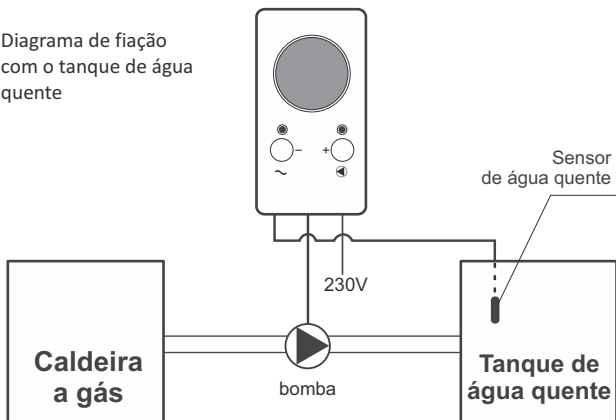 Diagrama de fiação
com o tanque de água
quente
- +
~
Sensor
de água quente
230V
Caldeira
a gás
bomba
Tanque de
água quente